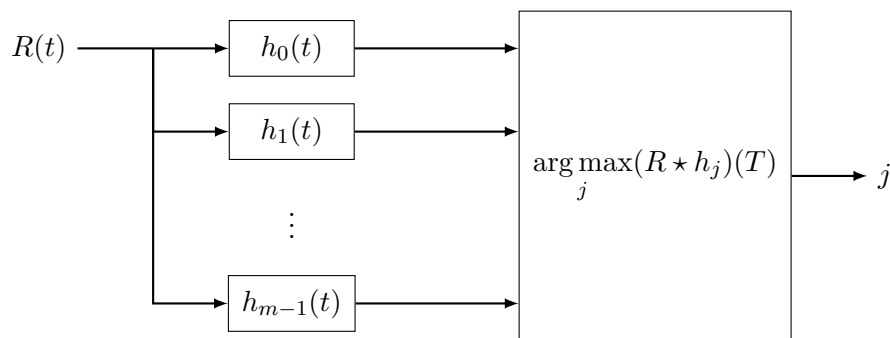 R(t)
h_0(t)
h_1(t)
⋮
h_{m−1}(t)
arg max_j (R ⋆ h_j)(T)
j